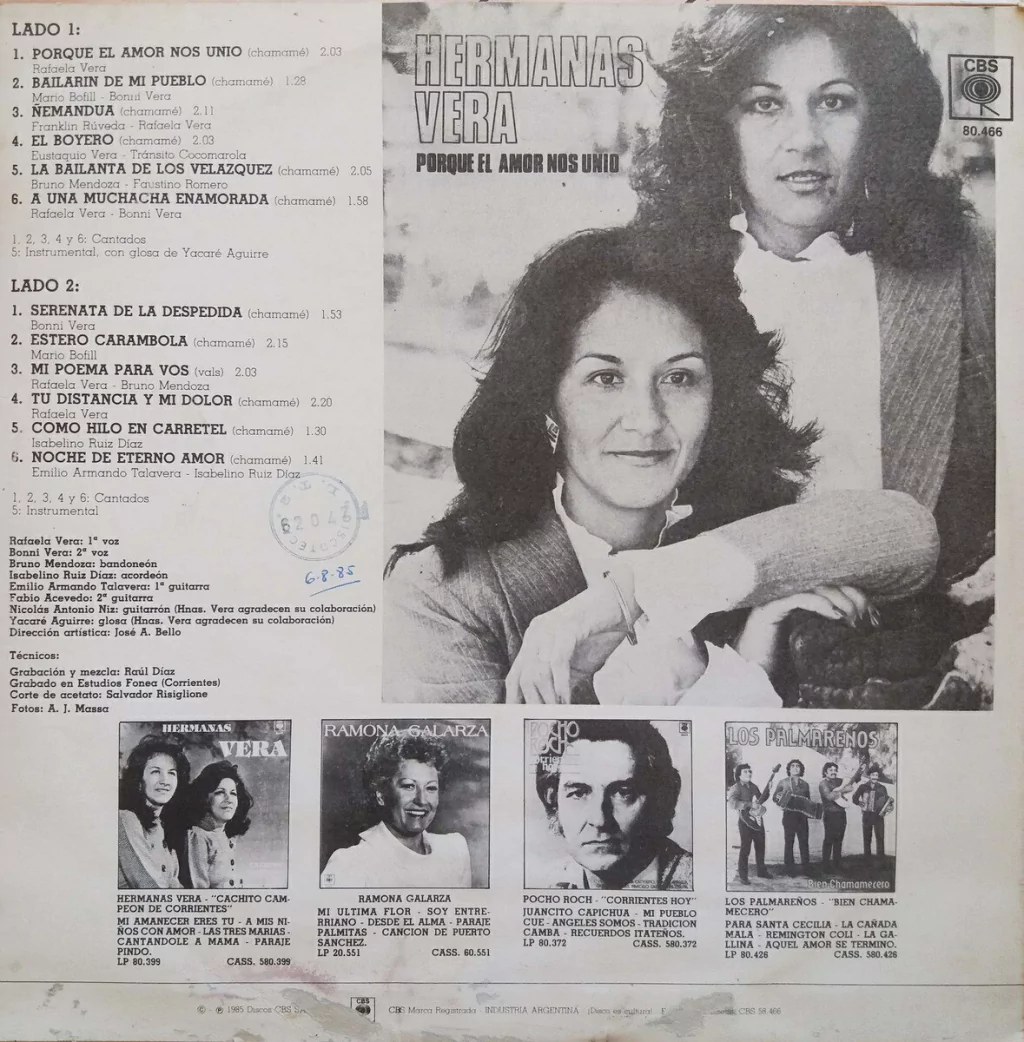 LADO 1:
1. PORQUE EL AMOR NOS UNIO (chamamé) 2.03
Rafaela Vera
2. BAILARIN DE MI PUEBLO (chamamé) 1.28
Mario Bofill - Bonni Vera
3. ÑEMANDUA (chamamé) 2.11
Franklin Rúveda - Rafaela Vera
4. EL BOYERO (chamamé) 2.03
Eustaquio Vera - Tránsito Cocomarola
5. LA BAILANTA DE LOS VELAZQUEZ (chamamé) 2.05
Bruno Mendoza - Faustino Romero
6. A UNA MUCHACHA ENAMORADA (chamamé) 1.58
Rafaela Vera - Bonni Vera
1, 2, 3, 4 y 6: Cantados
5: Instrumental, con glosa de Yacaré Aguirre
LADO 2:
1. SERENATA DE LA DESPEDIDA (chamamé) 1.53
Bonni Vera
2. ESTERO CARAMBOLA (chamamé) 2.15
Mario Bofill
3. MI POEMA PARA VOS (vals) 2.03
Rafaela Vera - Bruno Mendoza
4. TU DISTANCIA Y MI DOLOR (chamamé) 2.20
Rafaela Vera
5. COMO HILO EN CARRETEL (chamamé) 1.30
Isabelino Ruiz Díaz
6. NOCHE DE ETERNO AMOR (chamamé) 1.41
Emilio Armando Talavera - Isabelino Ruiz Díaz
1, 2, 3, 4 y 6: Cantados
5: Instrumental
6-8-85
Rafaela Vera: 1ª voz
Bonni Vera: 2ª voz
Bruno Mendoza: bandoneón
Isabelino Ruiz Díaz: acordeón
Emilio Armando Talavera: 1ª guitarra
Fabio Acevedo: 2ª guitarra
Nicolás Antonio Niz: guitarrón (Hnas. Vera agradecen su colaboración)
Yacaré Aguirre: glosa (Hnas. Vera agradecen su colaboración)
Dirección artística: José A. Bello
Técnicos:
Grabación y mezcla: Raúl Díaz
Grabado en Estudios Fonea (Corrientes)
Corte de acetato: Salvador Risiglione
Fotos: A. J. Massa
HERMANAS
VERA
PORQUE EL AMOR NOS UNIO
CBS
80.466
HERMANAS
VERA
HERMANAS VERA - "CACHITO CAM-
PEON DE CORRIENTES"
MI AMANECER ERES TU - A MIS NI-
ÑOS CON AMOR - LAS TRES MARIAS -
CANTANDOLE A MAMA - PARAJE
PINDO.
LP 80.399 CASS. 580.399
RAMONA GALARZA
RAMONA GALARZA
MI ULTIMA FLOR - SOY ENTRE-
RRIANO - DESDE EL ALMA - PARAJE
PALMITAS - CANCION DE PUERTO
SANCHEZ.
LP 20.551 CASS. 60.551
POCHO
ROCH
POCHO ROCH - "CORRIENTES HOY"
JUANCITO CAPICHUA - MI PUEBLO
CUE - ANGELES SOMOS - TRADICION
CAMBA - RECUERDOS ITATEÑOS.
LP 80.372 CASS. 580.372
LOS PALMAREÑOS
Bien Chamamecero
LOS PALMAREÑOS - "BIEN CHAMA-
MECERO"
PARA SANTA CECILIA - LA CAÑADA
MALA - REMINGTON COLI - LA GA-
LLINA - AQUEL AMOR SE TERMINO.
LP 80.426 CASS. 580.426
© - ℗ 1985 Discos CBS SA
CBS
CBS Marca Registrada - INDUSTRIA ARGENTINA - ¡Disco es cultura! CBS 58.466